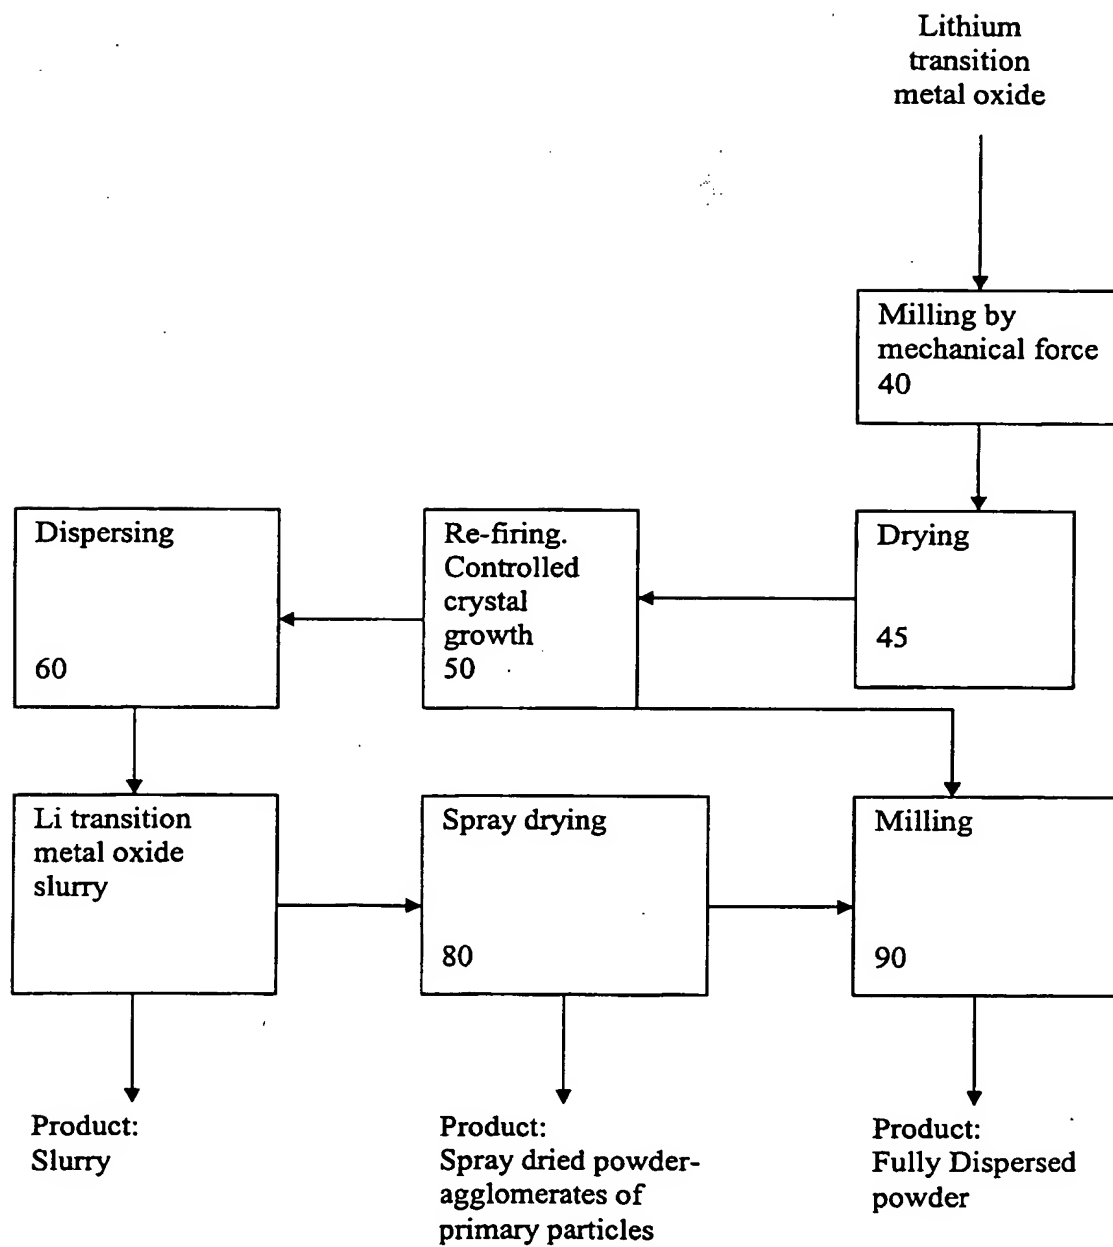 Lithium
transition
metal oxide
Milling by
mechanical force
40
Dispersing
60
Re-firing.
Controlled
crystal
growth
50
Drying
45
Li transition
metal oxide
slurry
Spray drying
80
Milling
90
Product:
Slurry
Product:
Spray dried powder-
agglomerates of
primary particles
Product:
Fully Dispersed
powder